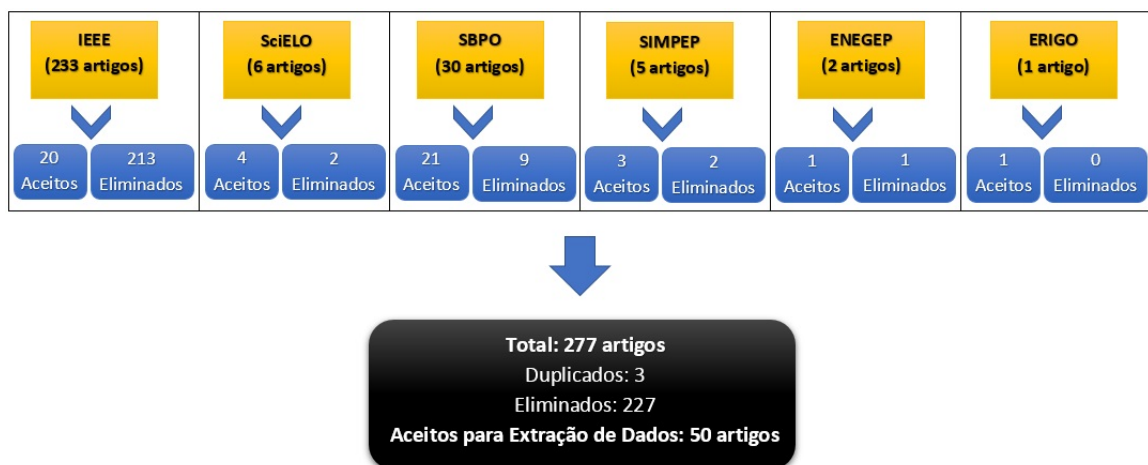 IEEE
(233 artigos)
20
Aceitos
213
Eliminados
SciELO
(6 artigos)
4
Aceitos
2
Eliminados
SBPO
(30 artigos)
21
Aceitos
9
Eliminados
SIMPEP
(5 artigos)
3
Aceitos
2
Eliminados
ENEGEP
(2 artigos)
1
Aceitos
1
Eliminados
ERIGO
(1 artigo)
1
Aceitos
0
Eliminados
Total: 277 artigos
Duplicados: 3
Eliminados: 227
Aceitos para Extração de Dados: 50 artigos